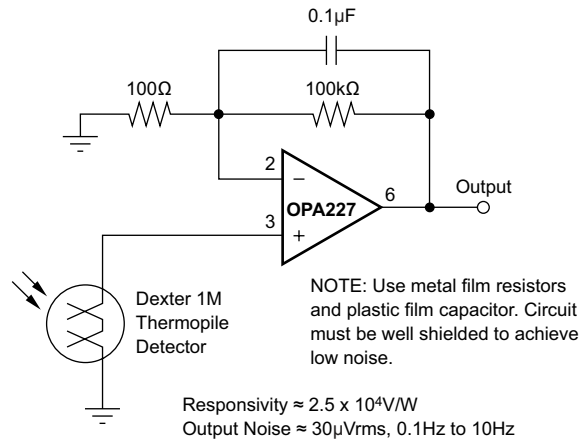 0.1µF
100Ω
100kΩ
2
−
6
Output
OPA227
3
+
NOTE: Use metal film resistors
and plastic film capacitor. Circuit
must be well shielded to achieve
low noise.
Dexter 1M
Thermopile
Detector
Responsivity ≈ 2.5 x 10⁴V/W
Output Noise ≈ 30µVrms, 0.1Hz to 10Hz